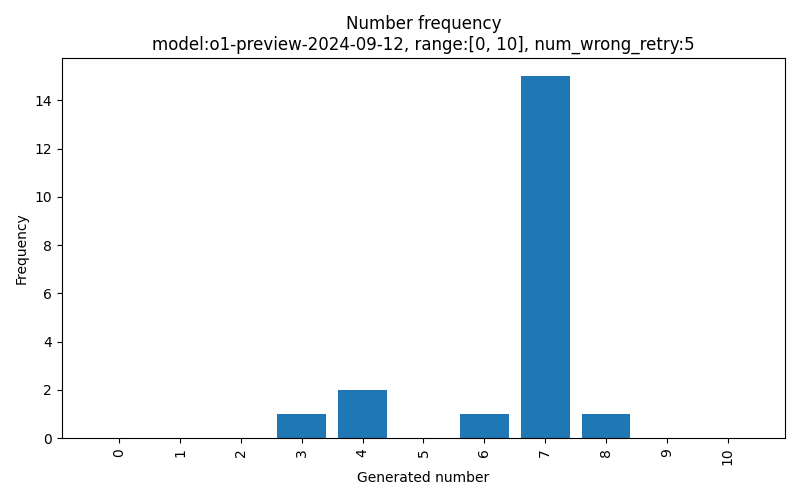 Number frequency
model:o1-preview-2024-09-12, range:[0, 10], num_wrong_retry:5
14
12
10
8
6
4
2
0
Frequency
0 1 2 3 4 5 6 7 8 9 10
Generated number